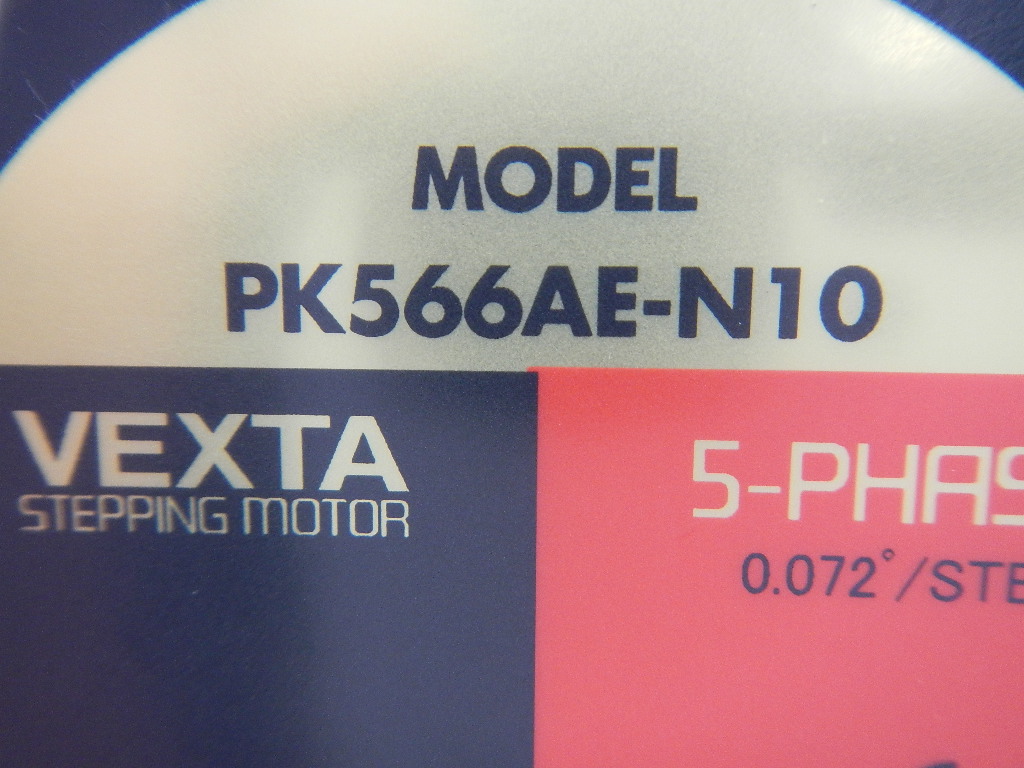 MODEL
PK566AE-N10
VEXTA
STEPPING MOTOR
5-PHAS
0.072°/STE